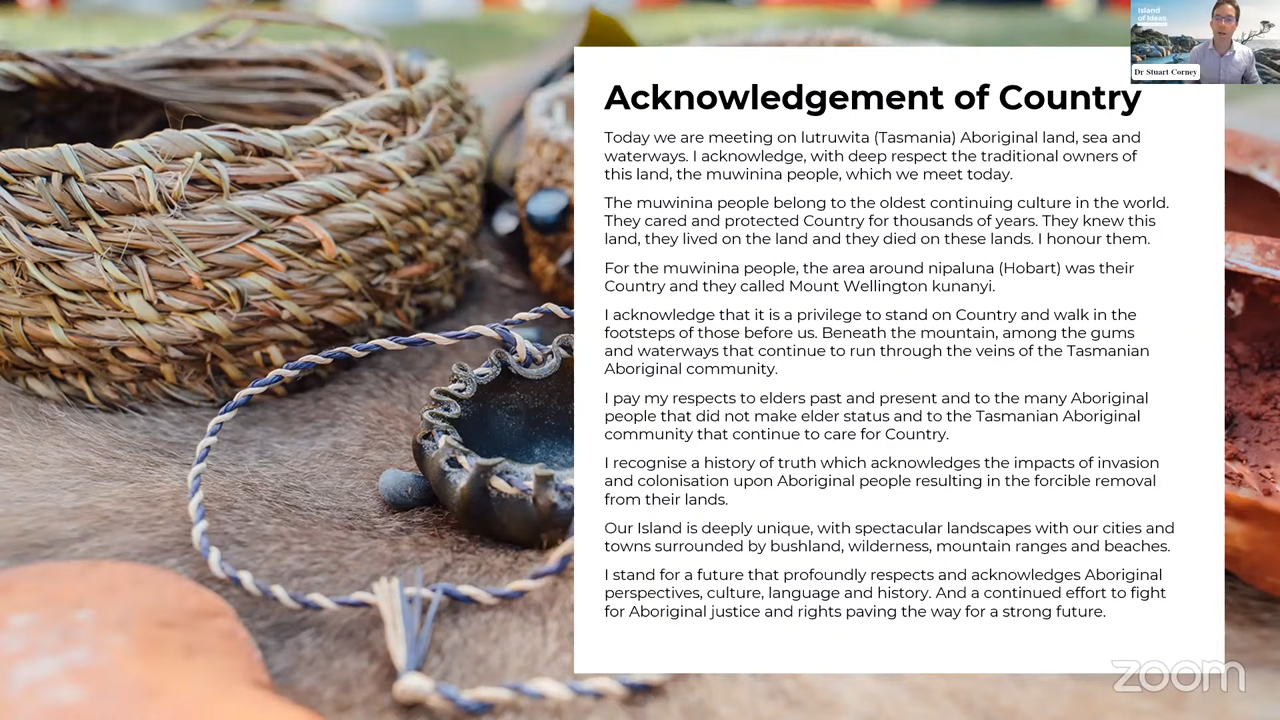 Island
of Ideas
Dr Stuart Corney
Acknowledgement of Country
Today we are meeting on lutruwita (Tasmania) Aboriginal land, sea and
waterways. I acknowledge, with deep respect the traditional owners of
this land, the muwinina people, which we meet today.
The muwinina people belong to the oldest continuing culture in the world.
They cared and protected Country for thousands of years. They knew this
land, they lived on the land and they died on these lands. I honour them.
For the muwinina people, the area around nipaluna (Hobart) was their
Country and they called Mount Wellington kunanyi.
I acknowledge that it is a privilege to stand on Country and walk in the
footsteps of those before us. Beneath the mountain, among the gums
and waterways that continue to run through the veins of the Tasmanian
Aboriginal community.
I pay my respects to elders past and present and to the many Aboriginal
people that did not make elder status and to the Tasmanian Aboriginal
community that continue to care for Country.
I recognise a history of truth which acknowledges the impacts of invasion
and colonisation upon Aboriginal people resulting in the forcible removal
from their lands.
Our Island is deeply unique, with spectacular landscapes with our cities and
towns surrounded by bushland, wilderness, mountain ranges and beaches.
I stand for a future that profoundly respects and acknowledges Aboriginal
perspectives, culture, language and history. And a continued effort to fight
for Aboriginal justice and rights paving the way for a strong future.
zoom